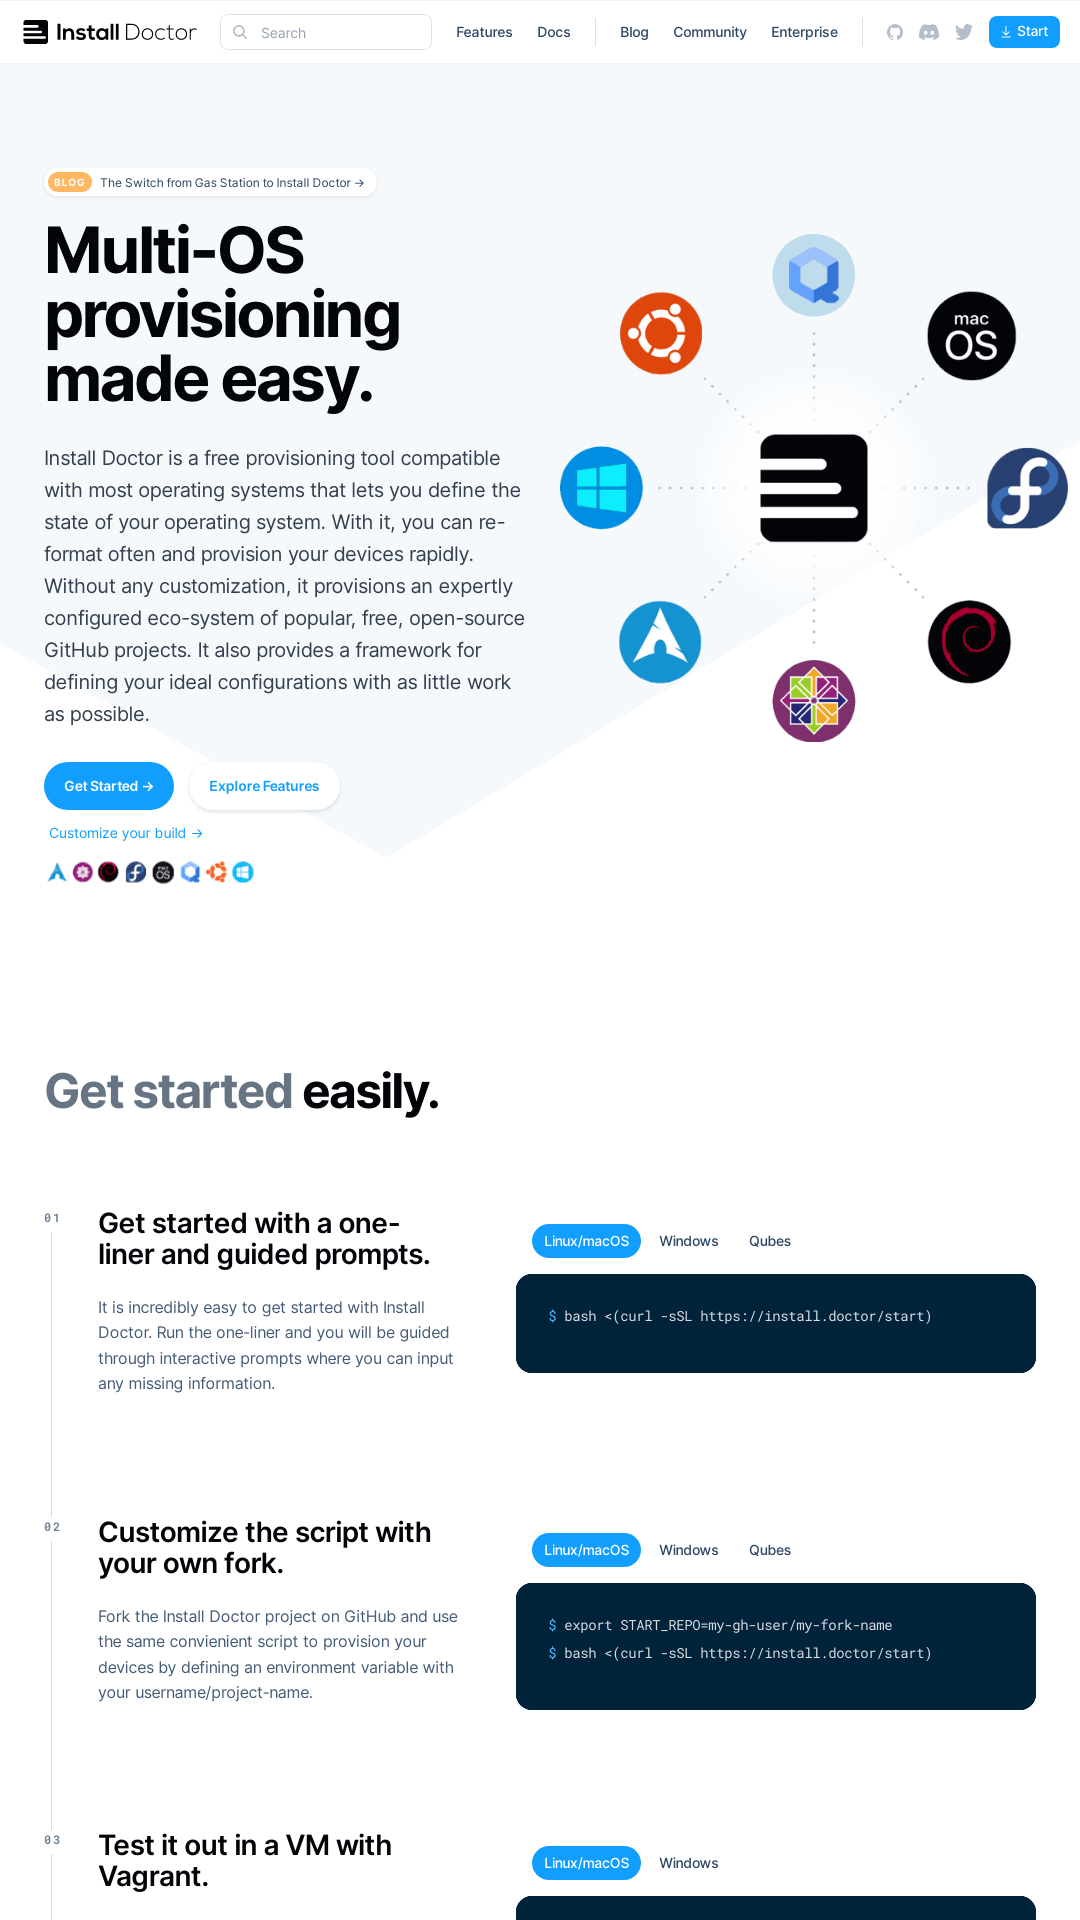 Install Doctor
Search
Features
Docs
Blog
Community
Enterprise
Start
BLOG The Switch from Gas Station to Install Doctor →
Multi-OS
provisioning
made easy.
Install Doctor is a free provisioning tool compatible
with most operating systems that lets you define the
state of your operating system. With it, you can re-
format often and provision your devices rapidly.
Without any customization, it provisions an expertly
configured eco-system of popular, free, open-source
GitHub projects. It also provides a framework for
defining your ideal configurations with as little work
as possible.
mac
OS
Get Started →
Explore Features
Customize your build →
Get started easily.
01
Get started with a one-
liner and guided prompts.
It is incredibly easy to get started with Install
Doctor. Run the one-liner and you will be guided
through interactive prompts where you can input
any missing information.
Linux/macOS
Windows
Qubes
$ bash <(curl -sSL https://install.doctor/start)
02
Customize the script with
your own fork.
Fork the Install Doctor project on GitHub and use
the same convienient script to provision your
devices by defining an environment variable with
your username/project-name.
Linux/macOS
Windows
Qubes
$ export START_REPO=my-gh-user/my-fork-name
$ bash <(curl -sSL https://install.doctor/start)
03
Test it out in a VM with
Vagrant.
Linux/macOS
Windows